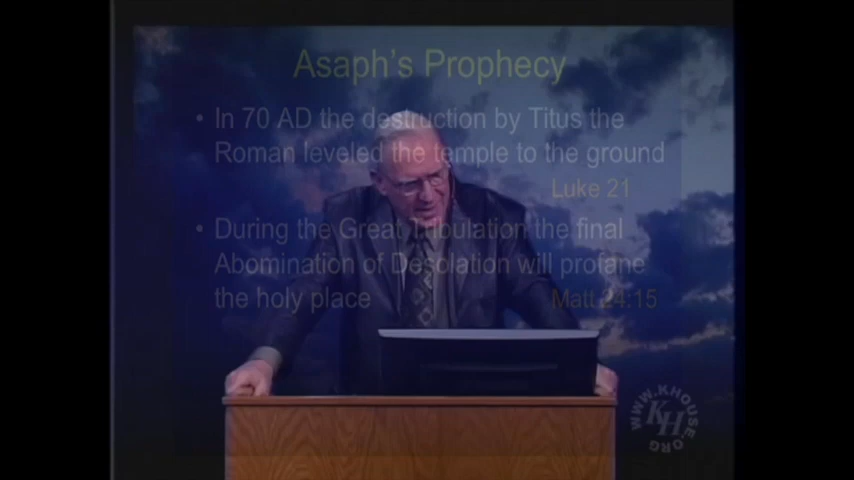 Asaph's Prophecy
• In 70 AD the destruction by Titus the
Roman leveled the temple to the ground
Luke 21
• During the Great Tribulation the final
Abomination of Desolation will profane
the holy place
Matt 24:15
WWW.KHOUSE.ORG
KH